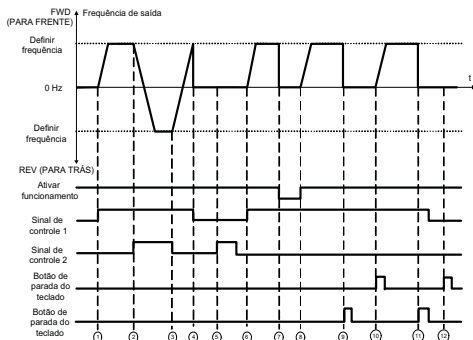 FWD
(PARA FRENTE)
Frequência de saída
Definir
frequência
0 Hz
t
Definir
frequência
REV (PARA TRÁS)
Ativar
funcionamento
Sinal de
controle 1
Sinal de
controle 2
Botão de
parada do
teclado
Botão de
parada do
teclado
1 2 3 4 5 6 7 8 9 10 11 12